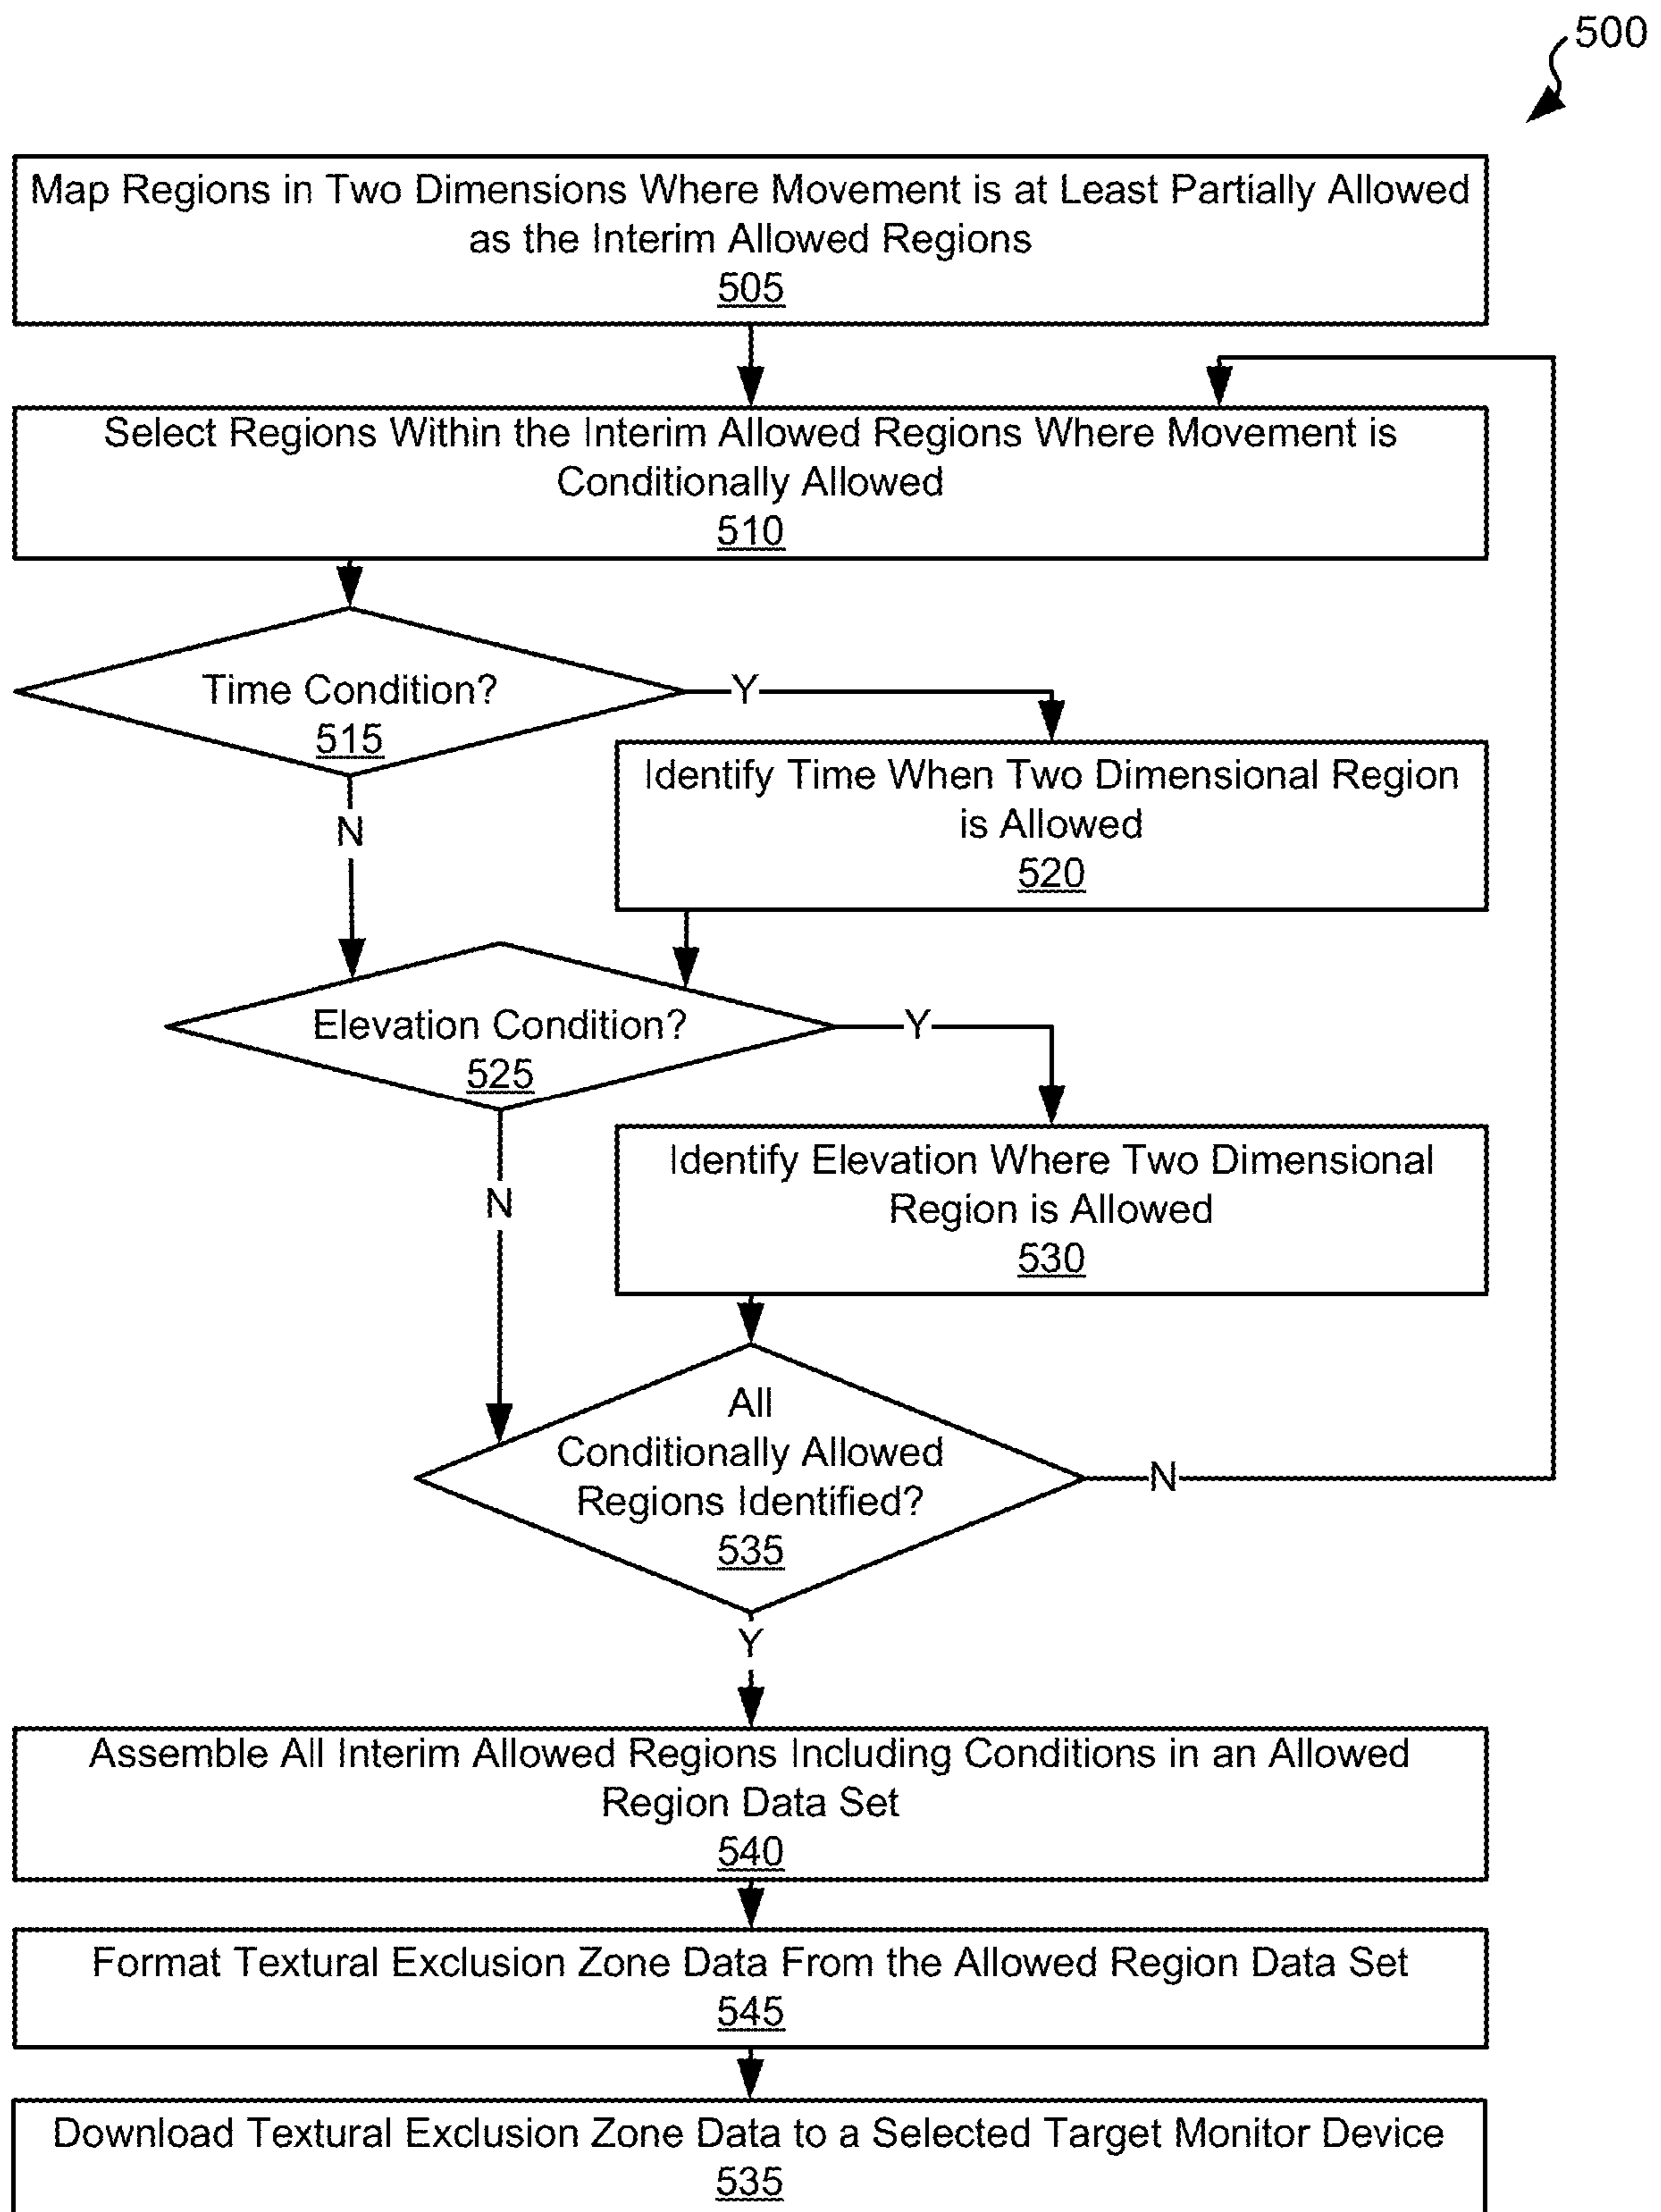 500
Map Regions in Two Dimensions Where Movement is at Least Partially Allowed
as the Interim Allowed Regions
505
Select Regions Within the Interim Allowed Regions Where Movement is
Conditionally Allowed
510
Time Condition?
515
Y
N
Identify Time When Two Dimensional Region
is Allowed
520
Elevation Condition?
525
Y
N
Identify Elevation Where Two Dimensional
Region is Allowed
530
All
Conditionally Allowed
Regions Identified?
535
N
Y
Assemble All Interim Allowed Regions Including Conditions in an Allowed
Region Data Set
540
Format Textural Exclusion Zone Data From the Allowed Region Data Set
545
Download Textural Exclusion Zone Data to a Selected Target Monitor Device
535